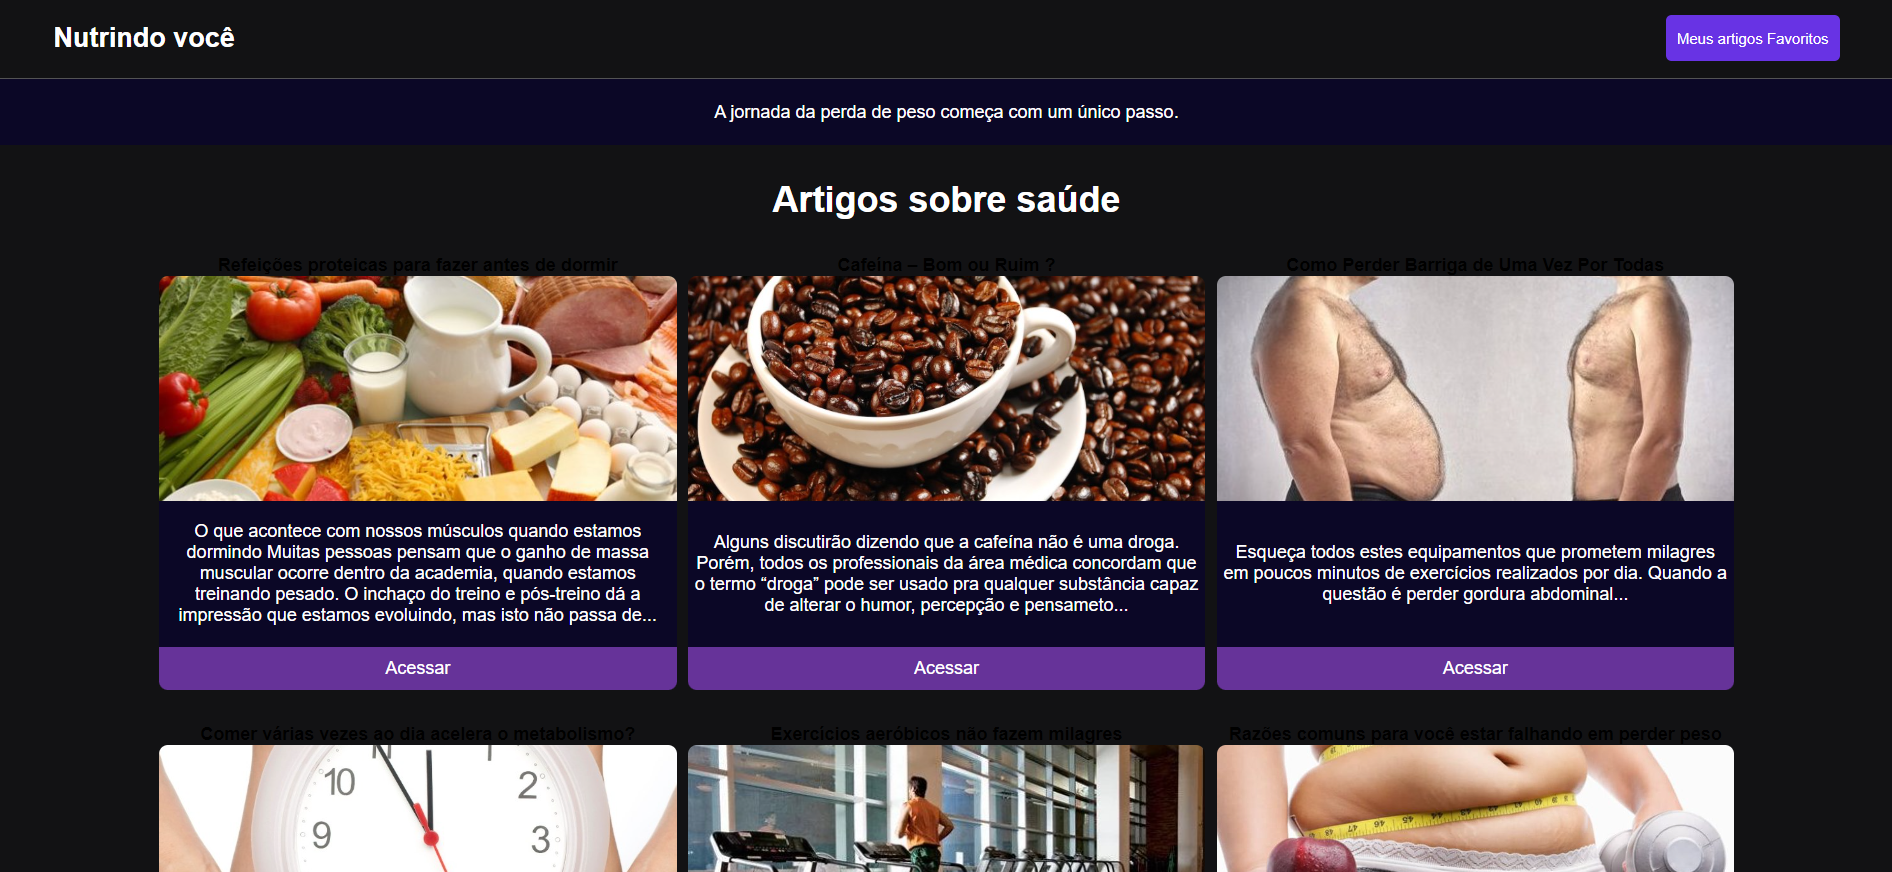 Nutrindo você
Meus artigos Favoritos
A jornada da perda de peso começa com um único passo.
Artigos sobre saúde
Refeições proteicas para fazer antes de dormir
O que acontece com nossos músculos quando estamos
dormindo Muitas pessoas pensam que o ganho de massa
muscular ocorre dentro da academia, quando estamos
treinando pesado. O inchaço do treino e pós-treino dá a
impressão que estamos evoluindo, mas isto não passa de...
Acessar
Cafeína – Bom ou Ruim ?
Alguns discutirão dizendo que a cafeína não é uma droga.
Porém, todos os professionais da área médica concordam que
o termo “droga” pode ser usado pra qualquer substância capaz
de alterar o humor, percepção e pensameto...
Acessar
Como Perder Barriga de Uma Vez Por Todas
Esqueça todos estes equipamentos que prometem milagres
em poucos minutos de exercícios realizados por dia. Quando a
questão é perder gordura abdominal...
Acessar
Comer várias vezes ao dia acelera o metabolismo?
10
2
9
3
Exercícios aeróbicos não fazem milagres
Razões comuns para você estar falhando em perder peso